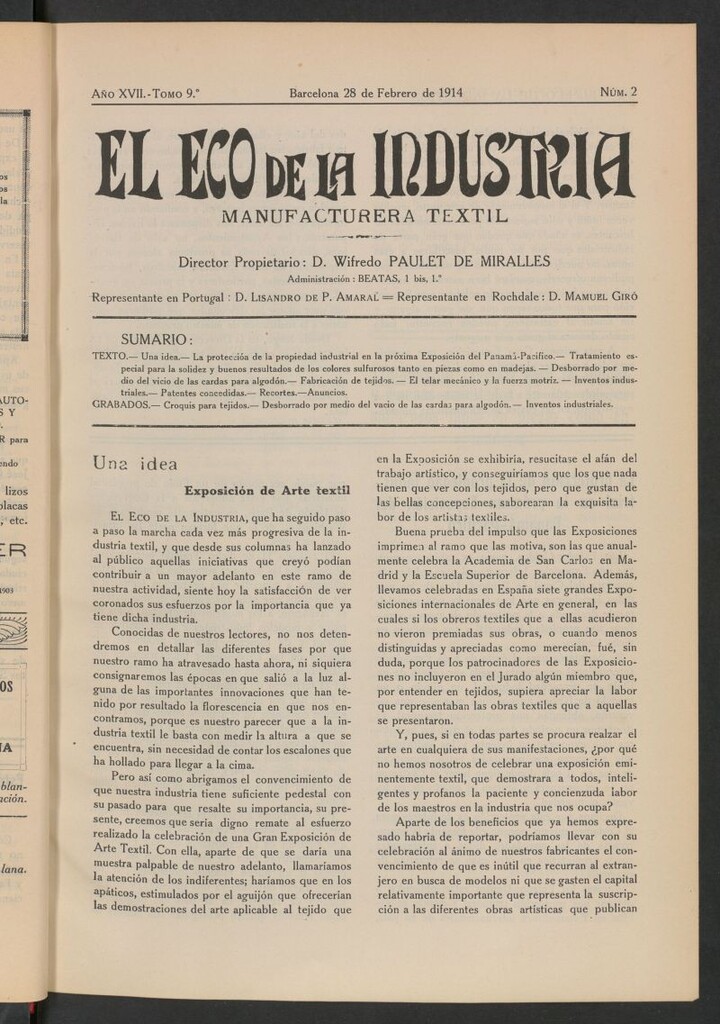 os
os
la
AUTO-
S Y
R para
endo
lizos
placas
, etc.
ER
1903
OS
IA
blan-
ación.
lana.
AÑO XVII.-TOMO 9.º
Barcelona 28 de Febrero de 1914
NÚM. 2
EL ECO DE LA INDUSTRIA
MANUFACTURERA TEXTIL
Director Propietario: D. Wifredo PAULET DE MIRALLES
Administración: BEATAS, 1 bis, 1.º
Representante en Portugal: D. LISANDRO DE P. AMARAL = Representante en Rochdale: D. MAMUEL GIRÓ
SUMARIO:
TEXTO.— Una idea.— La protección de la propiedad industrial en la próxima Exposición del Panamá-Pacífico.— Tratamiento es-
pecial para la solidez y buenos resultados de los colores sulfurosos tanto en piezas como en madejas. — Desborrado por me-
dio del vicio de las cardas para algodón.— Fabricación de tejidos. — El telar mecánico y la fuerza motriz. — Inventos indus-
triales.— Patentes concedidas.— Recortes.—Anuncios.
GRABADOS.— Croquis para tejidos.— Desborrado por medio del vacio de las cardas para algodón.— Inventos industriales.
Una idea
Exposición de Arte textil
EL ECO DE LA INDUSTRIA, que ha seguido paso
a paso la marcha cada vez más progresiva de la in-
dustria textil, y que desde sus columnas ha lanzado
al público aquellas iniciativas que creyó podían
contribuir a un mayor adelanto en este ramo de
nuestra actividad, siente hoy la satisfacción de ver
coronados sus esfuerzos por la importancia que ya
tiene dicha industria.
Conocidas de nuestros lectores, no nos deten-
dremos en detallar las diferentes fases por que
nuestro ramo ha atravesado hasta ahora, ni siquiera
consignaremos las épocas en que salió a la luz al-
guna de las importantes innovaciones que han te-
nido por resultado la florescencia en que nos en-
contramos, porque es nuestro parecer que a la in-
dustria textil le basta con medir la altura a que se
encuentra, sin necesidad de contar los escalones que
ha hollado para llegar a la cima.
Pero así como abrigamos el convencimiento de
que nuestra industria tiene suficiente pedestal con
su pasado para que resalte su importancia, su pre-
sente, creemos que seria digno remate al esfuerzo
realizado la celebración de una Gran Exposición de
Arte Textil. Con ella, aparte de que se daría una
muestra palpable de nuestro adelanto, llamaríamos
la atención de los indiferentes; haríamos que en los
apáticos, estimulados por el aguijón que ofrecerían
las demostraciones del arte aplicable al tejido que
en la Exposición se exhibiría, resucitase el afán del
trabajo artístico, y conseguiríamos que los que nada
tienen que ver con los tejidos, pero que gustan de
las bellas concepciones, saborearan la exquisita la-
bor de los artistas textiles.
Buena prueba del impulso que las Exposiciones
imprimen al ramo que las motiva, son las que anual-
mente celebra la Academia de San Carlos en Ma-
drid y la Escuela Superior de Barcelona. Además,
llevamos celebradas en España siete grandes Expo-
siciones internacionales de Arte en general, en las
cuales si los obreros textiles que a ellas acudieron
no vieron premiadas sus obras, o cuando menos
distinguidas y apreciadas como merecían, fué, sin
duda, porque los patrocinadores de las Exposicio-
nes no incluyeron en el Jurado algún miembro que,
por entender en tejidos, supiera apreciar la labor
que representaban las obras textiles que a aquellas
se presentaron.
Y, pues, si en todas partes se procura realzar el
arte en cualquiera de sus manifestaciones, ¿por qué
no hemos nosotros de celebrar una exposición emi-
nentemente textil, que demostrara a todos, inteli-
gentes y profanos la paciente y concienzuda labor
de los maestros en la industria que nos ocupa?
Aparte de los beneficios que ya hemos expre-
sado habria de reportar, podríamos llevar con su
celebración al ánimo de nuestros fabricantes el con-
vencimiento de que es inútil que recurran al extran-
jero en busca de modelos ni que se gasten el capital
relativamente importante que representa la suscrip-
ción a las diferentes obras artísticas que publican